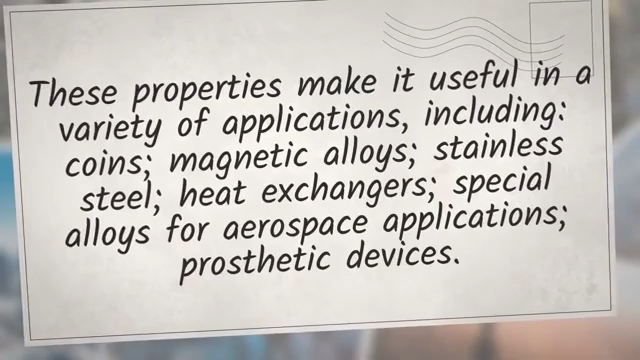 These properties make it useful in a
variety of applications, including:
coins; magnetic alloys; stainless
steel; heat exchangers; special
alloys for aerospace applications;
prosthetic devices.